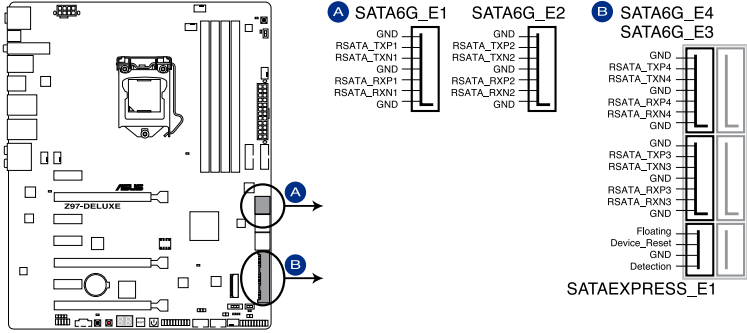 A SATA6G_E1
SATA6G_E2
GND
RSATA_TXP1
RSATA_TXN1
GND
RSATA_RXP1
RSATA_RXN1
GND
GND
RSATA_TXP2
RSATA_TXN2
GND
RSATA_RXP2
RSATA_RXN2
GND
B SATA6G_E4
SATA6G_E3
GND
RSATA_TXP4
RSATA_TXN4
GND
RSATA_RXP4
RSATA_RXN4
GND
GND
RSATA_TXP3
RSATA_TXN3
GND
RSATA_RXP3
RSATA_RXN3
GND
Floating
Device_Reset
GND
Detection
SATAEXPRESS_E1
/ISUS
Z97-DELUXE
A
B